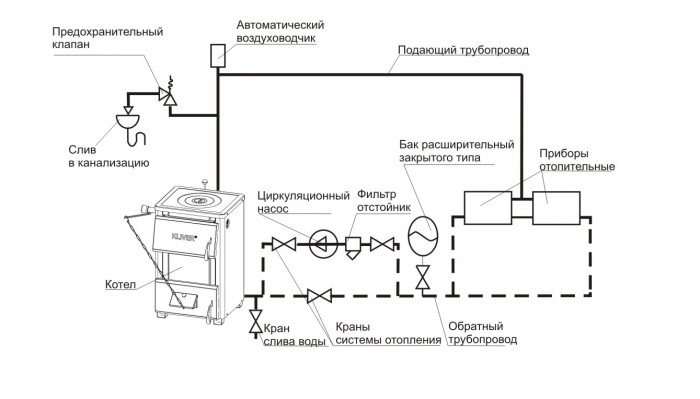 Автоматический
воздуховодчик
Предохранительный
клапан
Подающий трубопровод
Слив
в канализацию
Бак расширительный
закрытого типа
Приборы
отопительные
Циркуляционный
насос
Фильтр
отстойник
Котел
Кран
слива воды
Краны
системы отопления
Обратный
трубопровод